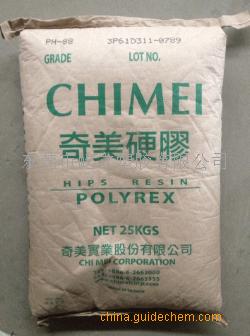 PH-88 3P61D311-0789
GRADE LOT NO.
CHIMEI
奇美硬膠
HIPS RESIN
POLYREX
NET 25KGS
奇美實業股份有限公司
CHI MEI CORPORATION
china.guidechem.com